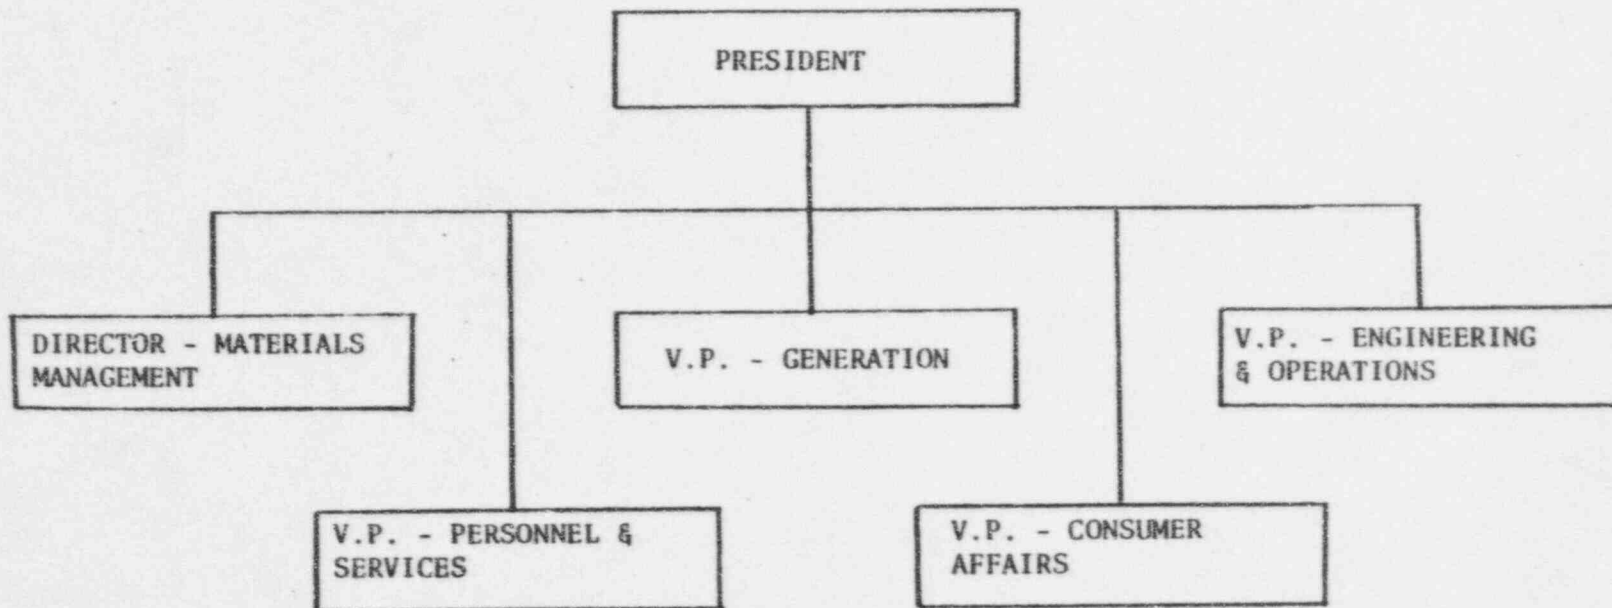 PRESIDENT
DIRECTOR - MATERIALS
MANAGEMENT
V.P. - GENERATION
V.P. - ENGINEERING
& OPERATIONS
V.P. - PERSONNEL &
SERVICES
V.P. - CONSUMER
AFFAIRS